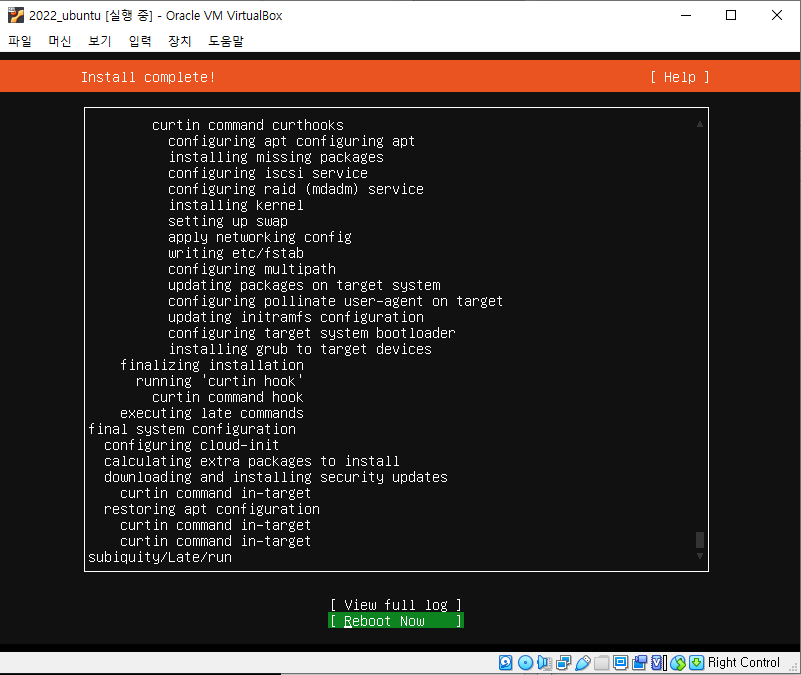 2022_ubuntu [실행 중] - Oracle VM VirtualBox
파일 머신 보기 입력 장치 도움말
Install complete! [ Help ]
curtin command curthooks
configuring apt configuring apt
installing missing packages
configuring iscsi service
configuring raid (mdadm) service
installing kernel
setting up swap
apply networking config
writing etc/fstab
configuring multipath
updating packages on target system
configuring pollinate user-agent on target
updating initramfs configuration
configuring target system bootloader
installing grub to target devices
finalizing installation
running 'curtin hook'
curtin command hook
executing late commands
final system configuration
configuring cloud-init
calculating extra packages to install
downloading and installing security updates
curtin command in-target
restoring apt configuration
curtin command in-target
curtin command in-target
subiquity/Late/run
[ View full log ]
[ Reboot Now ]
Right Control